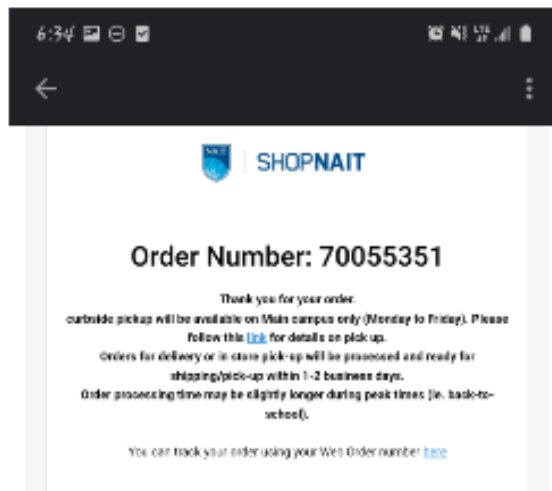 6:34
NAIT SHOPNAIT
Order Number: 70055351
Thank you for your order.
curbside pickup will be available on Main campus only (Monday to Friday). Please
follow this link for details on pick up.
Orders for delivery or in store pick-up will be processed and ready for
shipping/pick-up within 1-2 business days.
Order processing time may be slightly longer during peak times (ie. back-to-
school).
You can track your order using your Web Order number here